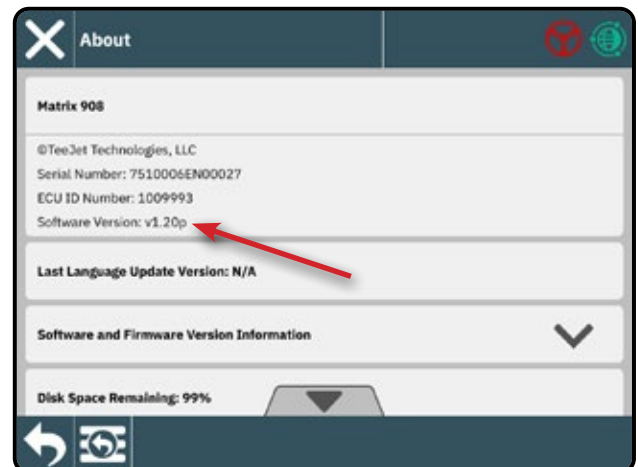 About
Matrix 908
©TeeJet Technologies, LLC
Serial Number: 7510006EN00027
ECU ID Number: 1009993
Software Version: v1.20p
Last Language Update Version: N/A
Software and Firmware Version Information
Disk Space Remaining: 99%